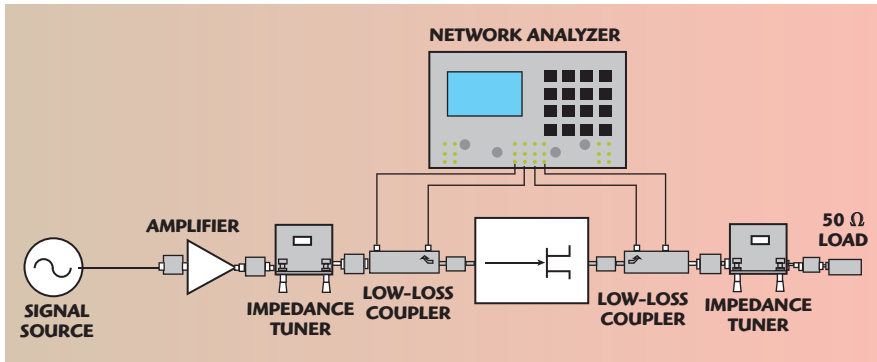 NETWORK ANALYZER
AMPLIFIER
50 Ω
LOAD
SIGNAL
SOURCE
IMPEDANCE
TUNER
LOW-LOSS
COUPLER
LOW-LOSS
COUPLER
IMPEDANCE
TUNER